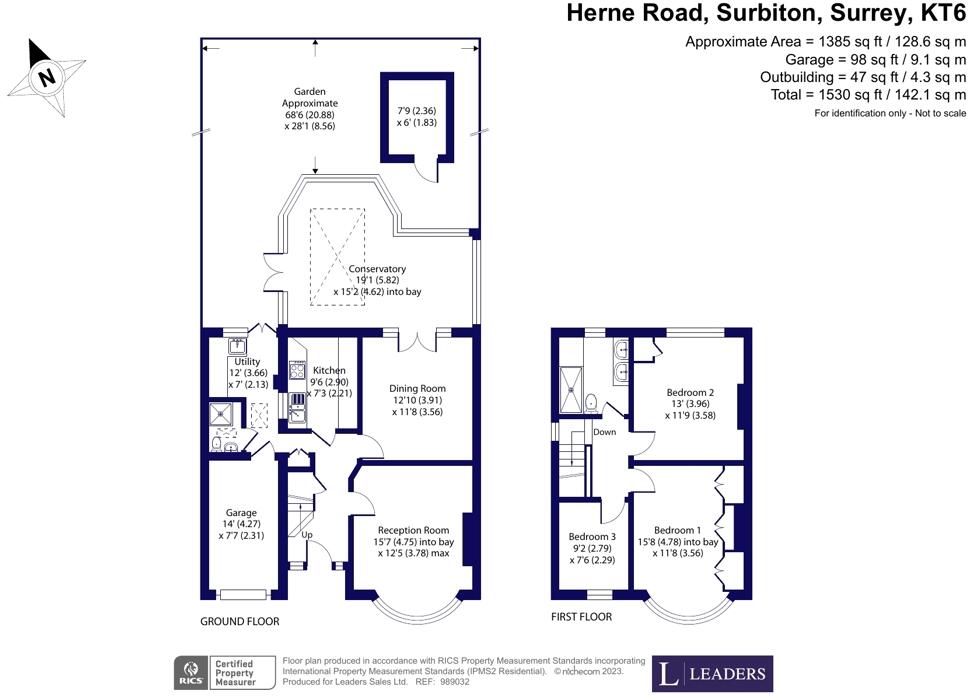 Herne Road, Surbiton, Surrey, KT6
Approximate Area = 1385 sq ft / 128.6 sq m
Garage = 98 sq ft / 9.1 sq m
Outbuilding = 47 sq ft / 4.3 sq m
Total = 1530 sq ft / 142.1 sq m
For identification only - Not to scale
N
Garden
Approximate
68'6 (20.88)
x 28'1 (8.56)
7'9 (2.36)
x 6' (1.83)
Conservatory
19'1 (5.82)
x 15'2 (4.62) into bay
Utility
12' (3.66)
x 7' (2.13)
Kitchen
9'6 (2.90)
x 7'3 (2.21)
Dining Room
12'10 (3.91)
x 11'8 (3.56)
Garage
14' (4.27)
x 7'7 (2.31)
Up
Reception Room
15'7 (4.75) into bay
x 12'5 (3.78) max
GROUND FLOOR
Bedroom 2
13' (3.96)
x 11'9 (3.58)
Down
Bedroom 3
9'2 (2.79)
x 7'6 (2.29)
Bedroom 1
15'8 (4.78) into bay
x 11'8 (3.56)
FIRST FLOOR
RICS
Certified
Property
Measurer
Floor plan produced in accordance with RICS Property Measurement Standards incorporating
International Property Measurement Standards (IPMS2 Residential). © nichecom 2023.
Produced for Leaders Sales Ltd. REF: 989032
L LEADERS